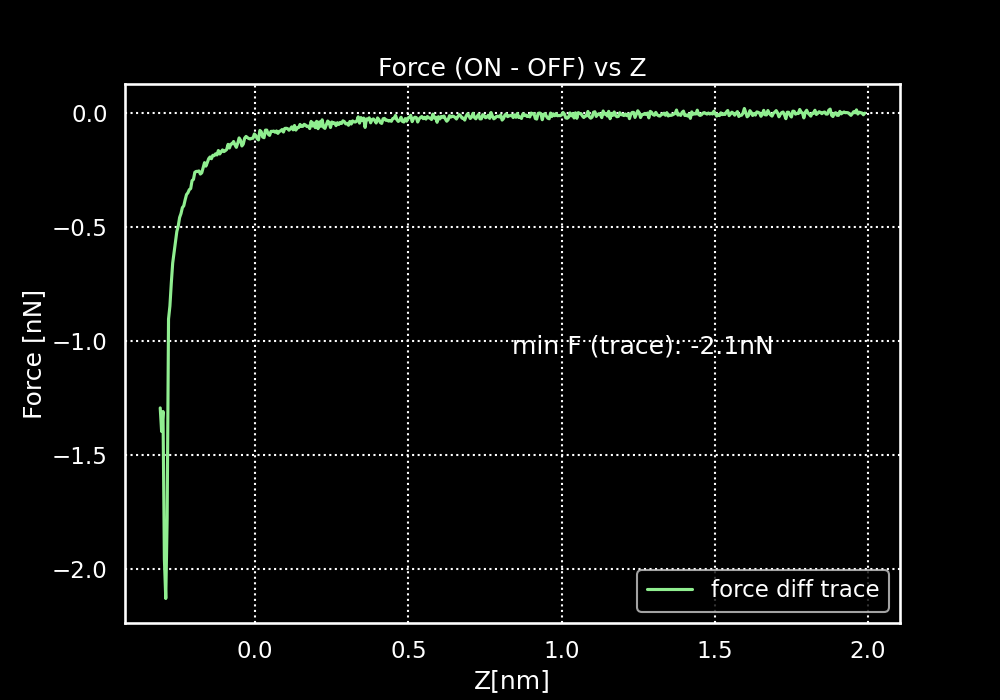 Force (ON - OFF) vs Z
0.0
−0.5
−1.0
−1.5
−2.0
Force [nN]
min F (trace): -2.1nN
force diff trace
0.0 0.5 1.0 1.5 2.0
Z[nm]